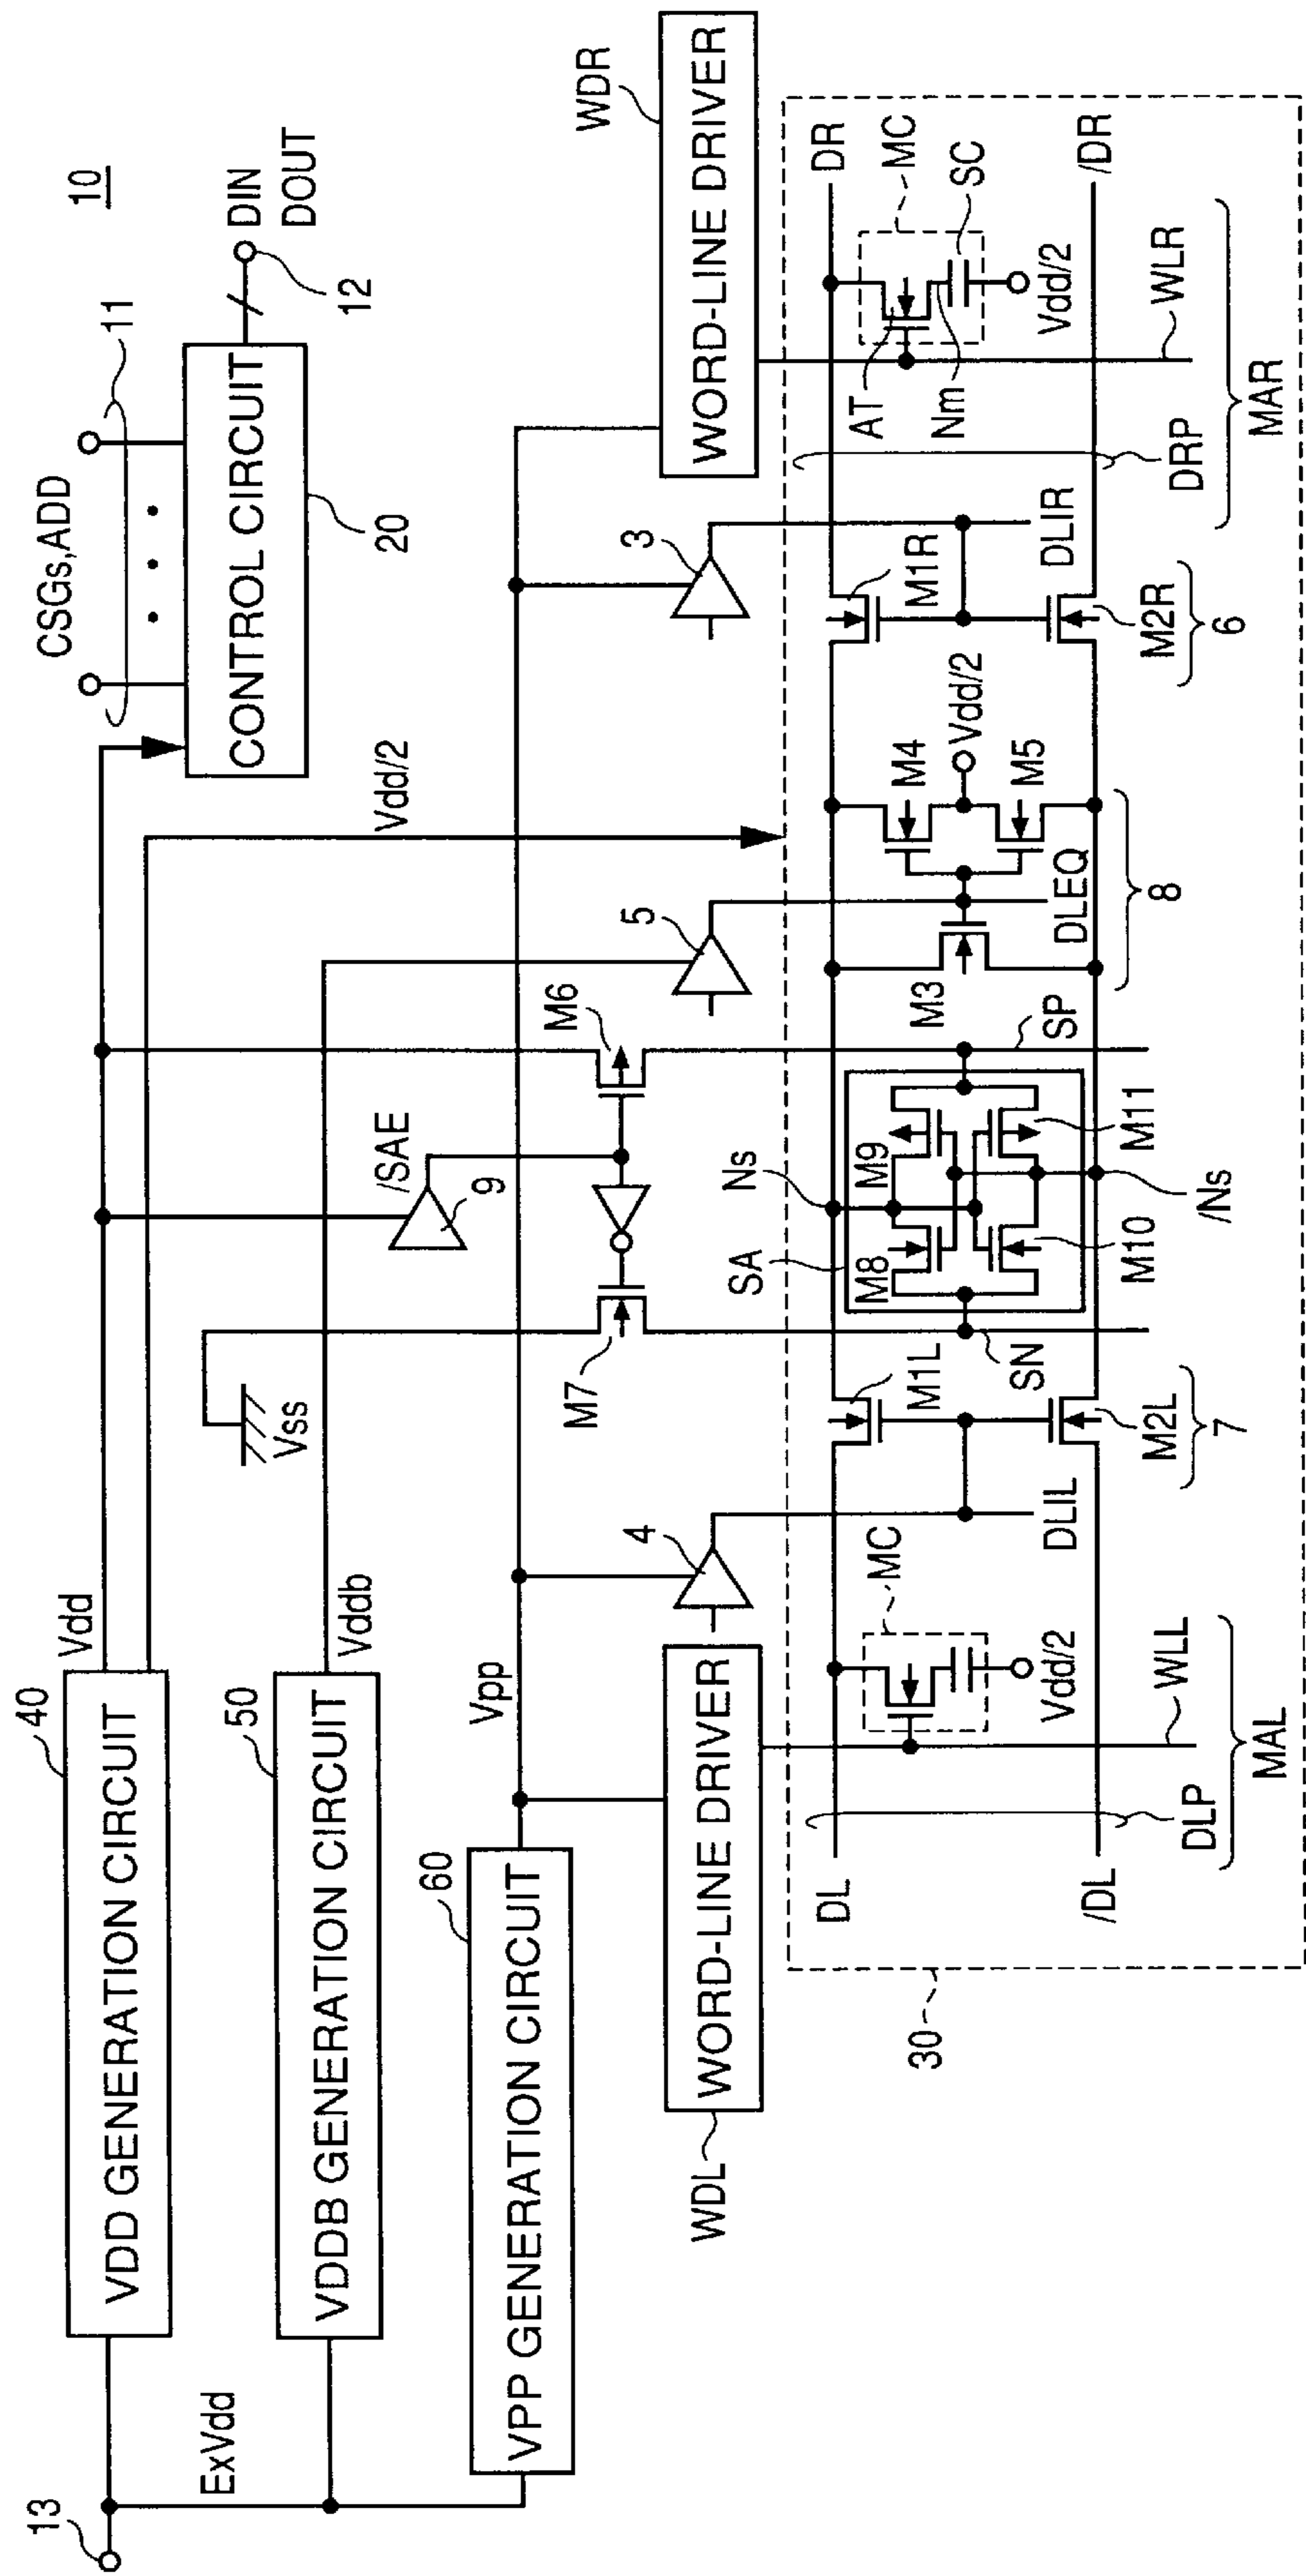 10
13
ExVdd
40
VDD GENERATION CIRCUIT
Vdd
CSGs,ADD
11
CONTROL CIRCUIT
20
DIN
DOUT
12
50
VDDB GENERATION CIRCUIT
Vddb
Vss
/SAE
9
Vdd/2
60
VPP GENERATION CIRCUIT
Vpp
M7
M6
WDL
WORD-LINE DRIVER
4
5
3
WORD-LINE DRIVER
WDR
30
DL
MC
M1L
SA
Ns
M8
M9
M3
M4
M1R
AT
MC
DR
Vdd/2
DLIL
SN
M10
M11
SP
DLEQ
M5
Vdd/2
DLIR
Nm
SC
Vdd/2
/DL
M2L
7
/Ns
8
M2R
6
/DR
DLP
WLL
MAL
DRP
WLR
MAR